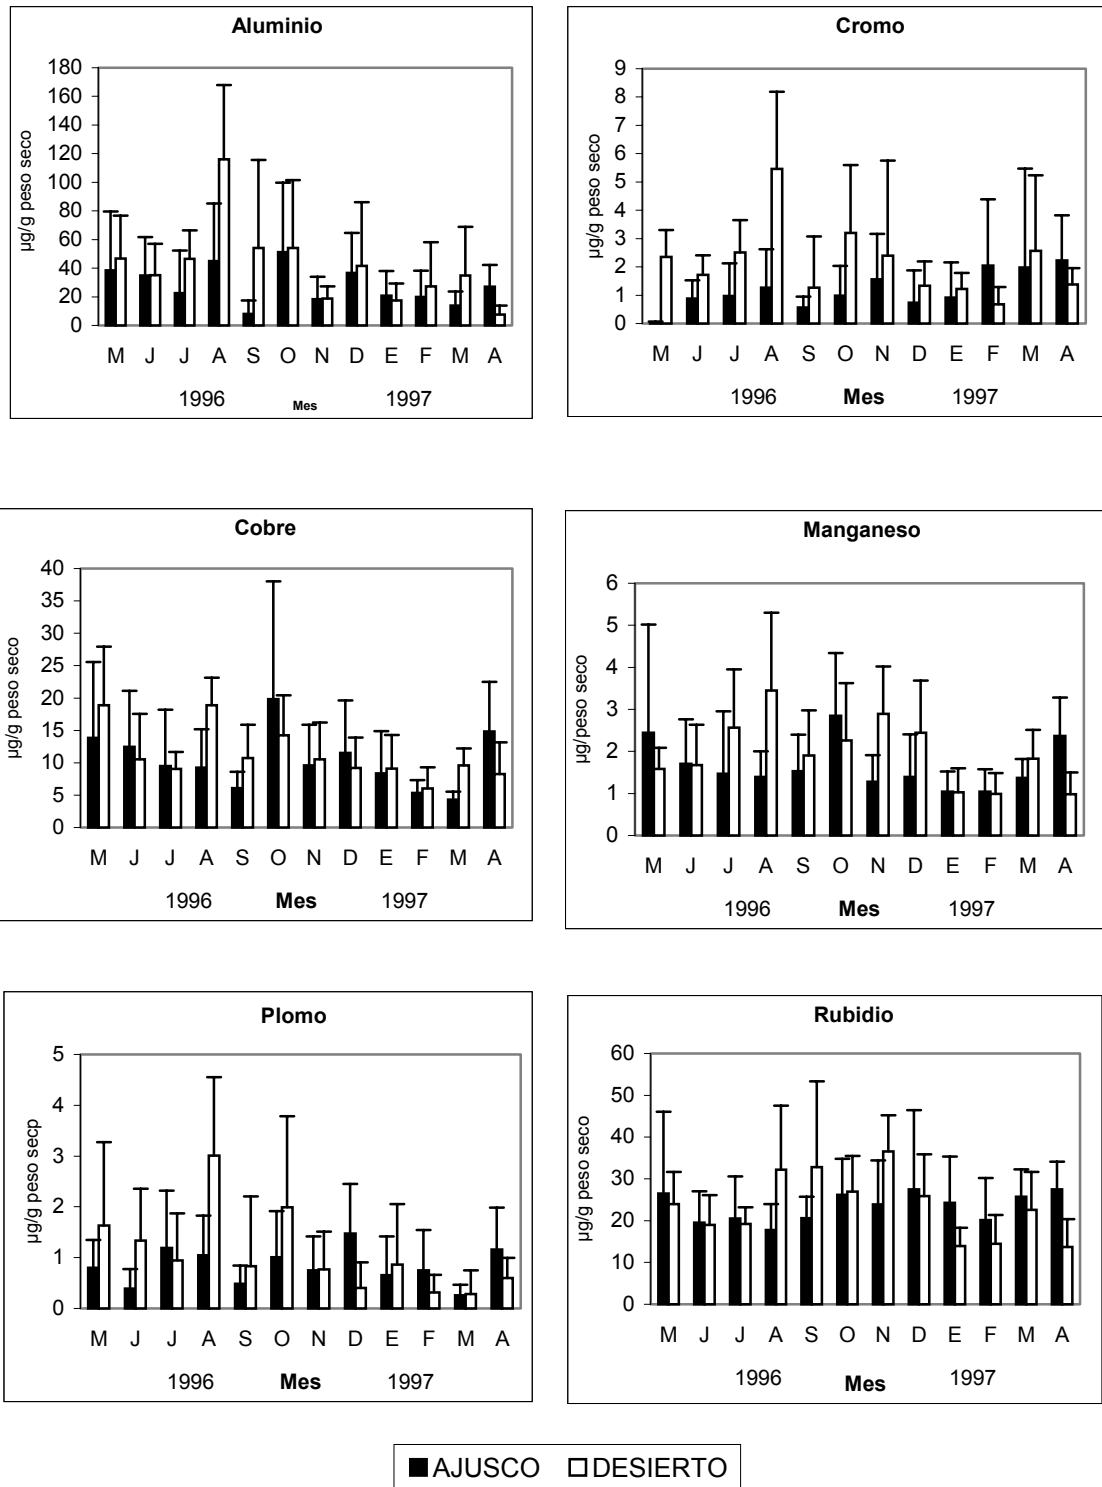 Aluminio
µg/g peso seco
180
160
140
120
100
80
60
40
20
0
M J J A S O N D E F M A
1996 Mes 1997
Cromo
µg/g peso seco
9
8
7
6
5
4
3
2
1
0
M J J A S O N D E F M A
1996 Mes 1997
Cobre
µg/g peso seco
40
35
30
25
20
15
10
5
0
M J J A S O N D E F M A
1996 Mes 1997
Manganeso
µg/peso seco
6
5
4
3
2
1
0
M J J A S O N D E F M A
1996 Mes 1997
Plomo
µg/g peso secp
5
4
3
2
1
0
M J J A S O N D E F M A
1996 Mes 1997
Rubidio
µg/g peso seco
60
50
40
30
20
10
0
M J J A S O N D E F M A
1996 Mes 1997
AJUSCO DESIERTO